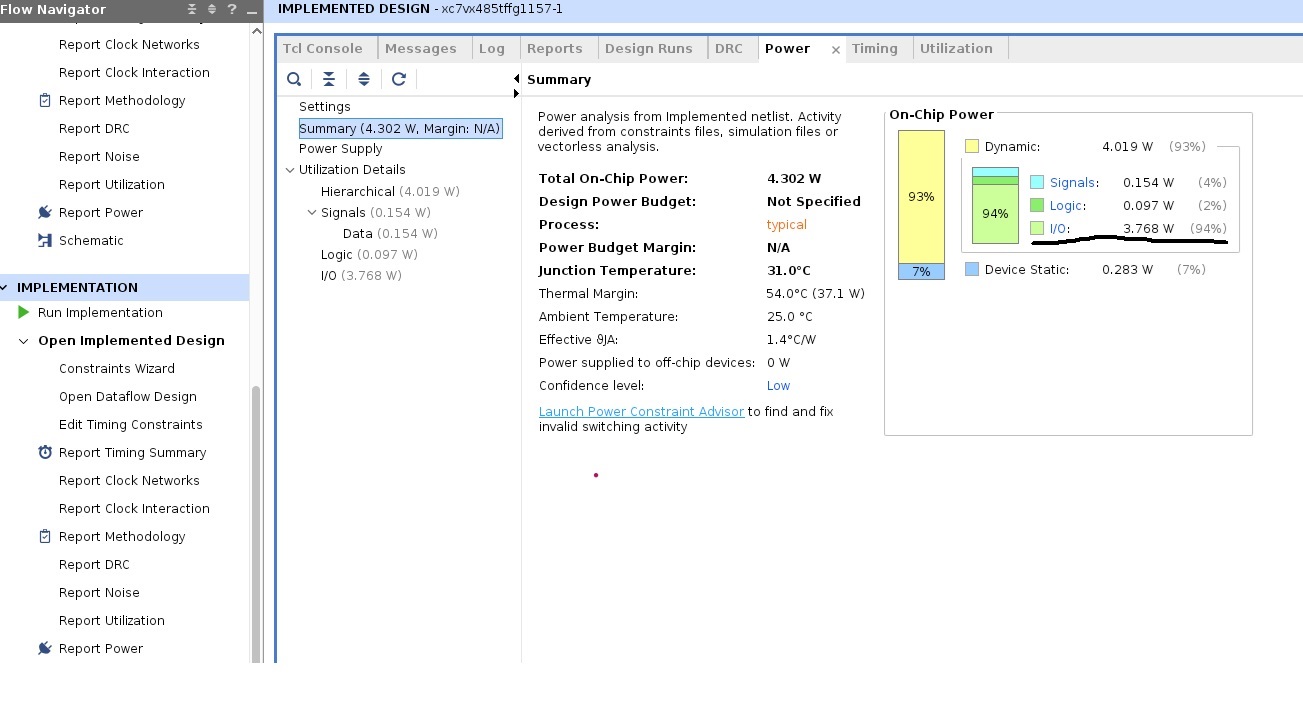 Flow Navigator ? _
Report Clock Networks
Report Clock Interaction
Report Methodology
Report DRC
Report Noise
Report Utilization
Report Power
Schematic
IMPLEMENTATION
Run Implementation
Open Implemented Design
Constraints Wizard
Open Dataflow Design
Edit Timing Constraints
Report Timing Summary
Report Clock Networks
Report Clock Interaction
Report Methodology
Report DRC
Report Noise
Report Utilization
Report Power
IMPLEMENTED DESIGN - xc7vx485tffg1157-1
Tcl Console Messages Log Reports Design Runs DRC Power × Timing Utilization
Settings
Summary (4.302 W, Margin: N/A)
Power Supply
Utilization Details
Hierarchical (4.019 W)
Signals (0.154 W)
Data (0.154 W)
Logic (0.097 W)
I/O (3.768 W)
Summary
Power analysis from Implemented netlist. Activity
derived from constraints files, simulation files or
vectorless analysis.
Total On-Chip Power: 4.302 W
Design Power Budget: Not Specified
Process: typical
Power Budget Margin: N/A
Junction Temperature: 31.0°C
Thermal Margin: 54.0°C (37.1 W)
Ambient Temperature: 25.0 °C
Effective ϑJA: 1.4°C/W
Power supplied to off-chip devices: 0 W
Confidence level: Low
Launch Power Constraint Advisor to find and fix
invalid switching activity
On-Chip Power
93%
7%
Dynamic: 4.019 W (93%)
94%
Signals: 0.154 W (4%)
Logic: 0.097 W (2%)
I/O: 3.768 W (94%)
Device Static: 0.283 W (7%)